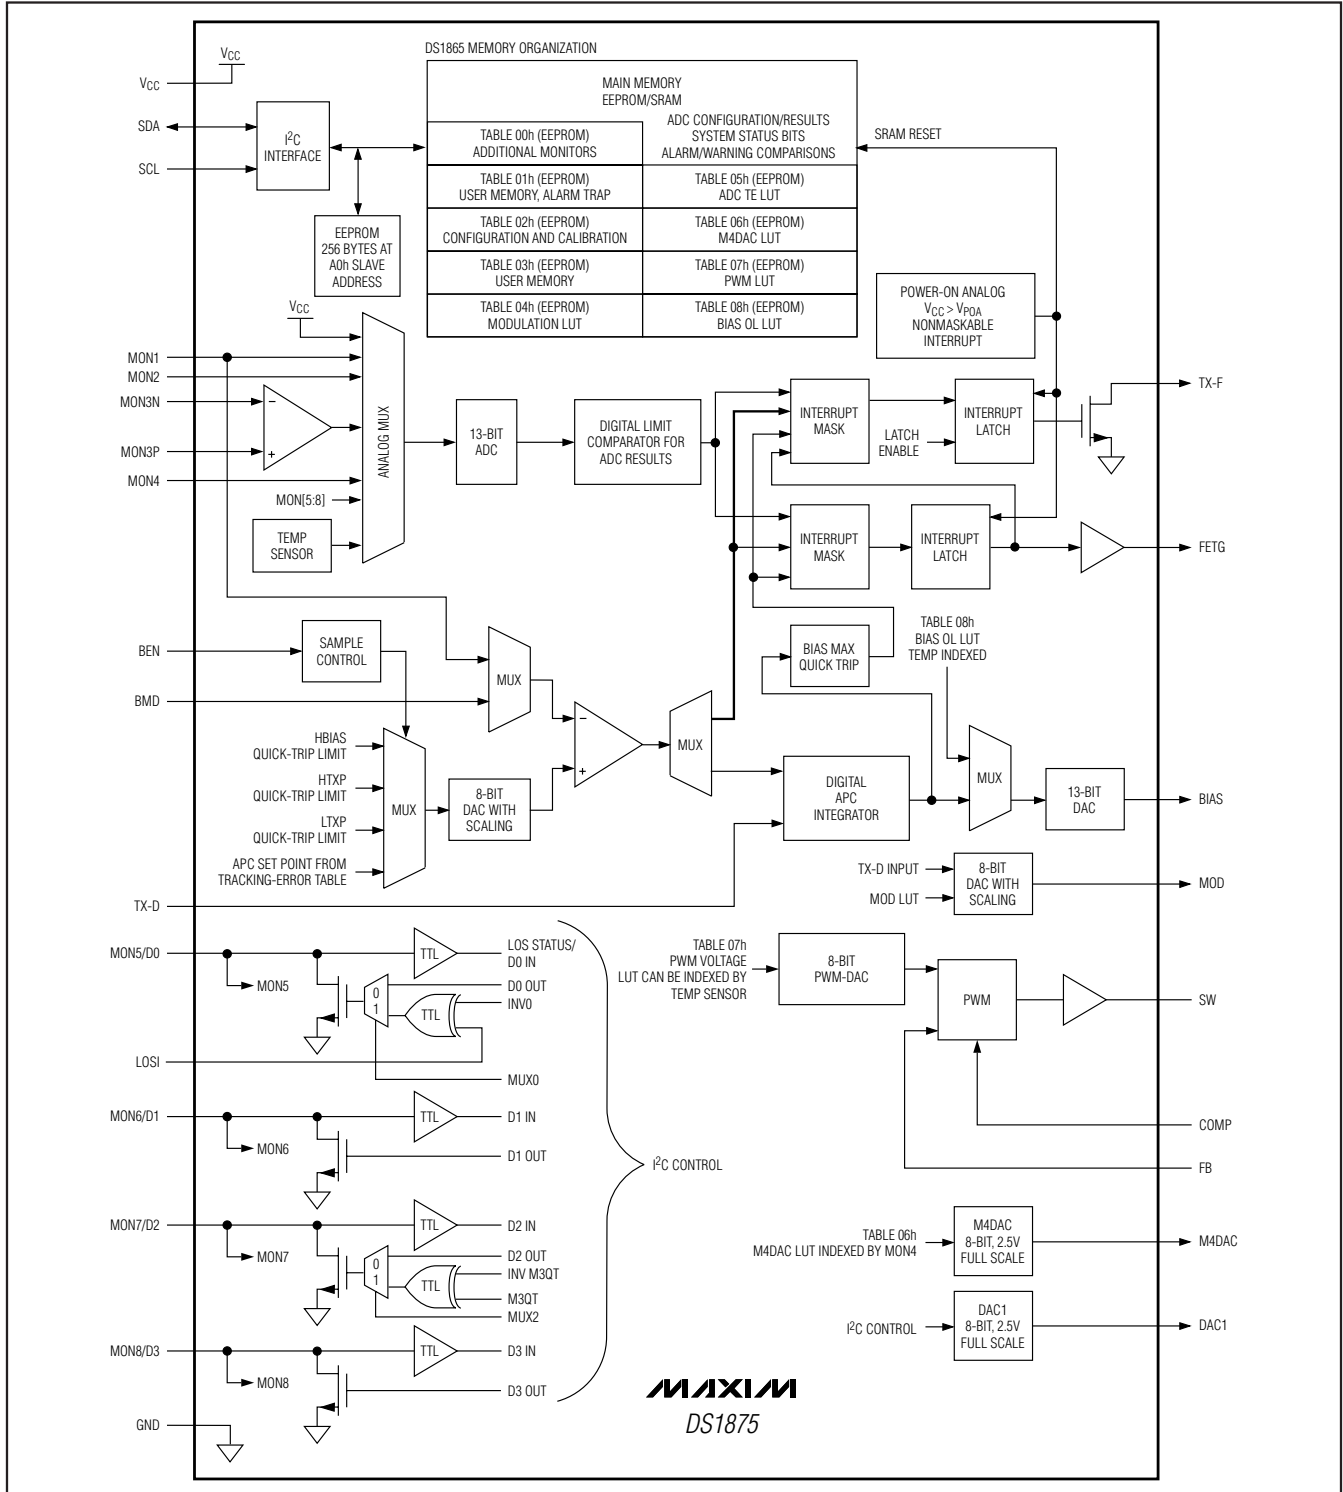 DS1865 MEMORY ORGANIZATION
VCC
VCC
MAIN MEMORY
EEPROM/SRAM
SDA
SCL
I2C
INTERFACE
TABLE 00h (EEPROM)
ADDITIONAL MONITORS
ADC CONFIGURATION/RESULTS
SYSTEM STATUS BITS
ALARM/WARNING COMPARISONS
SRAM RESET
TABLE 01h (EEPROM)
USER MEMORY, ALARM TRAP
TABLE 05h (EEPROM)
ADC TE LUT
TABLE 02h (EEPROM)
CONFIGURATION AND CALIBRATION
TABLE 06h (EEPROM)
M4DAC LUT
TABLE 03h (EEPROM)
USER MEMORY
TABLE 07h (EEPROM)
PWM LUT
TABLE 04h (EEPROM)
MODULATION LUT
TABLE 08h (EEPROM)
BIAS OL LUT
EEPROM
256 BYTES AT
A0h SLAVE
ADDRESS
POWER-ON ANALOG
VCC > VPOA
NONMASKABLE
INTERRUPT
VCC
MON1
MON2
MON3N
MON3P
MON4
MON[5:8]
−
+
TEMP
SENSOR
ANALOG MUX
13-BIT
ADC
DIGITAL LIMIT
COMPARATOR FOR
ADC RESULTS
INTERRUPT
MASK
LATCH
ENABLE
INTERRUPT
LATCH
TX-F
INTERRUPT
MASK
INTERRUPT
LATCH
FETG
BEN
SAMPLE
CONTROL
BMD
MUX
−
+
MUX
BIAS MAX
QUICK TRIP
TABLE 08h
BIAS OL LUT
TEMP INDEXED
HBIAS
QUICK-TRIP LIMIT
HTXP
QUICK-TRIP LIMIT
LTXP
QUICK-TRIP LIMIT
APC SET POINT FROM
TRACKING-ERROR TABLE
MUX
8-BIT
DAC WITH
SCALING
DIGITAL
APC
INTEGRATOR
MUX
13-BIT
DAC
BIAS
TX-D INPUT
MOD LUT
8-BIT
DAC WITH
SCALING
MOD
TX-D
MON5/D0
MON5
TTL
LOS STATUS/
D0 IN
D0 OUT
INV0
0
1
TTL
LOSI
MUX0
TABLE 07h
PWM VOLTAGE
LUT CAN BE INDEXED BY
TEMP SENSOR
8-BIT
PWM-DAC
PWM
SW
COMP
FB
MON6/D1
MON6
TTL
D1 IN
D1 OUT
I2C CONTROL
MON7/D2
MON7
TTL
D2 IN
D2 OUT
INV M3QT
0
1
TTL
M3QT
MUX2
TABLE 06h
M4DAC LUT INDEXED BY MON4
M4DAC
8-BIT, 2.5V
FULL SCALE
M4DAC
MON8/D3
MON8
TTL
D3 IN
D3 OUT
I2C CONTROL
DAC1
8-BIT, 2.5V
FULL SCALE
DAC1
GND
MAXIM
DS1875